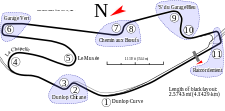 N
Garage Vert
6
7
8
Chemin aux Boeufs
S' du Garage Bleu
9
10
La Chapelle
5
Le Musée
4
11
Raccordement
3
2
Dunlop Chicane
1
Dunlop Curve
Length of black layout: